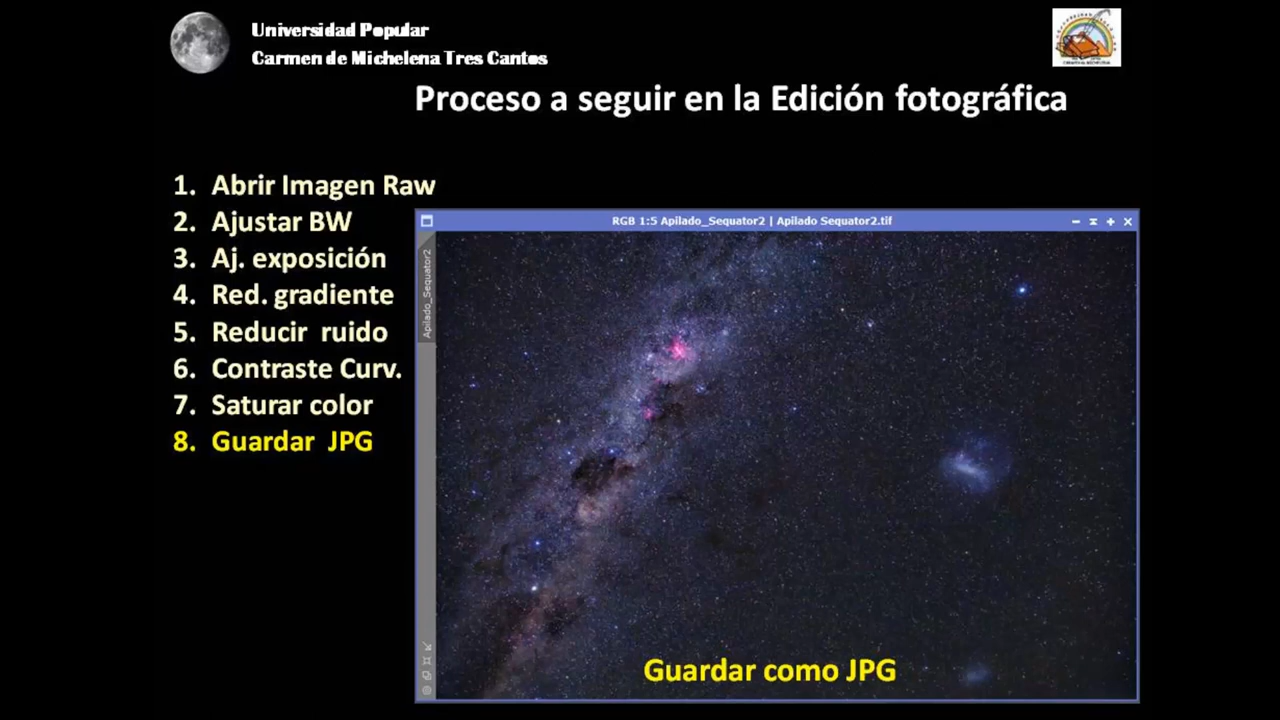 Universidad Popular
Carmen de Michelena Tres Cantos
Proceso a seguir en la Edición fotográfica
1. Abrir Imagen Raw
2. Ajustar BW
3. Aj. exposición
4. Red. gradiente
5. Reducir ruido
6. Contraste Curv.
7. Saturar color
8. Guardar JPG
RGB 1:5 Apilado_Sequator2 | Apilado Sequator2.tif
Apilado_Sequator2
Guardar como JPG